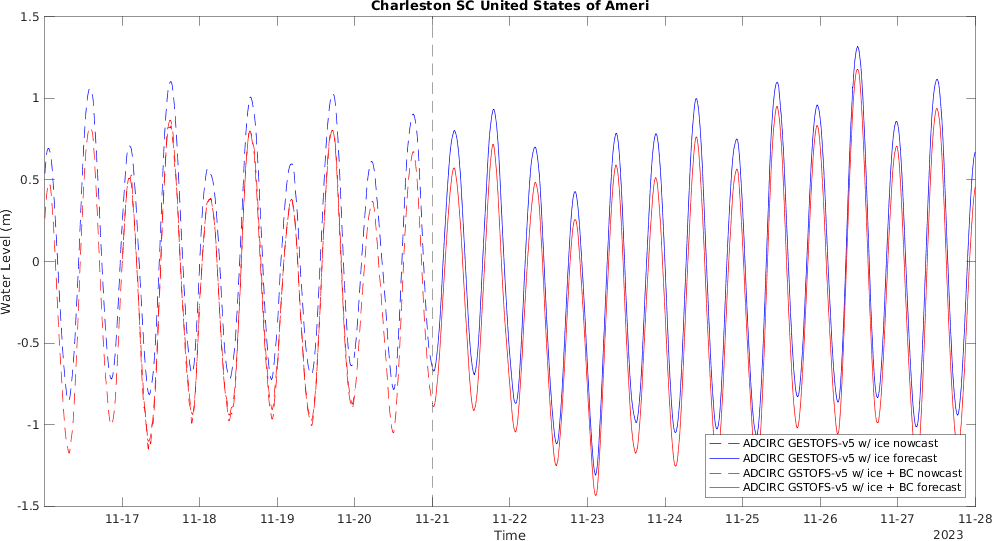 Charleston SC United States of Ameri
1.5
1
0.5
0
-0.5
-1
-1.5
Water Level (m)
ADCIRC GESTOFS-v5 w/ ice nowcast
ADCIRC GESTOFS-v5 w/ ice forecast
ADCIRC GSTOFS-v5 w/ ice + BC nowcast
ADCIRC GSTOFS-v5 w/ ice + BC forecast
11-17 11-18 11-19 11-20 11-21 11-22 11-23 11-24 11-25 11-26 11-27 11-28
Time 2023